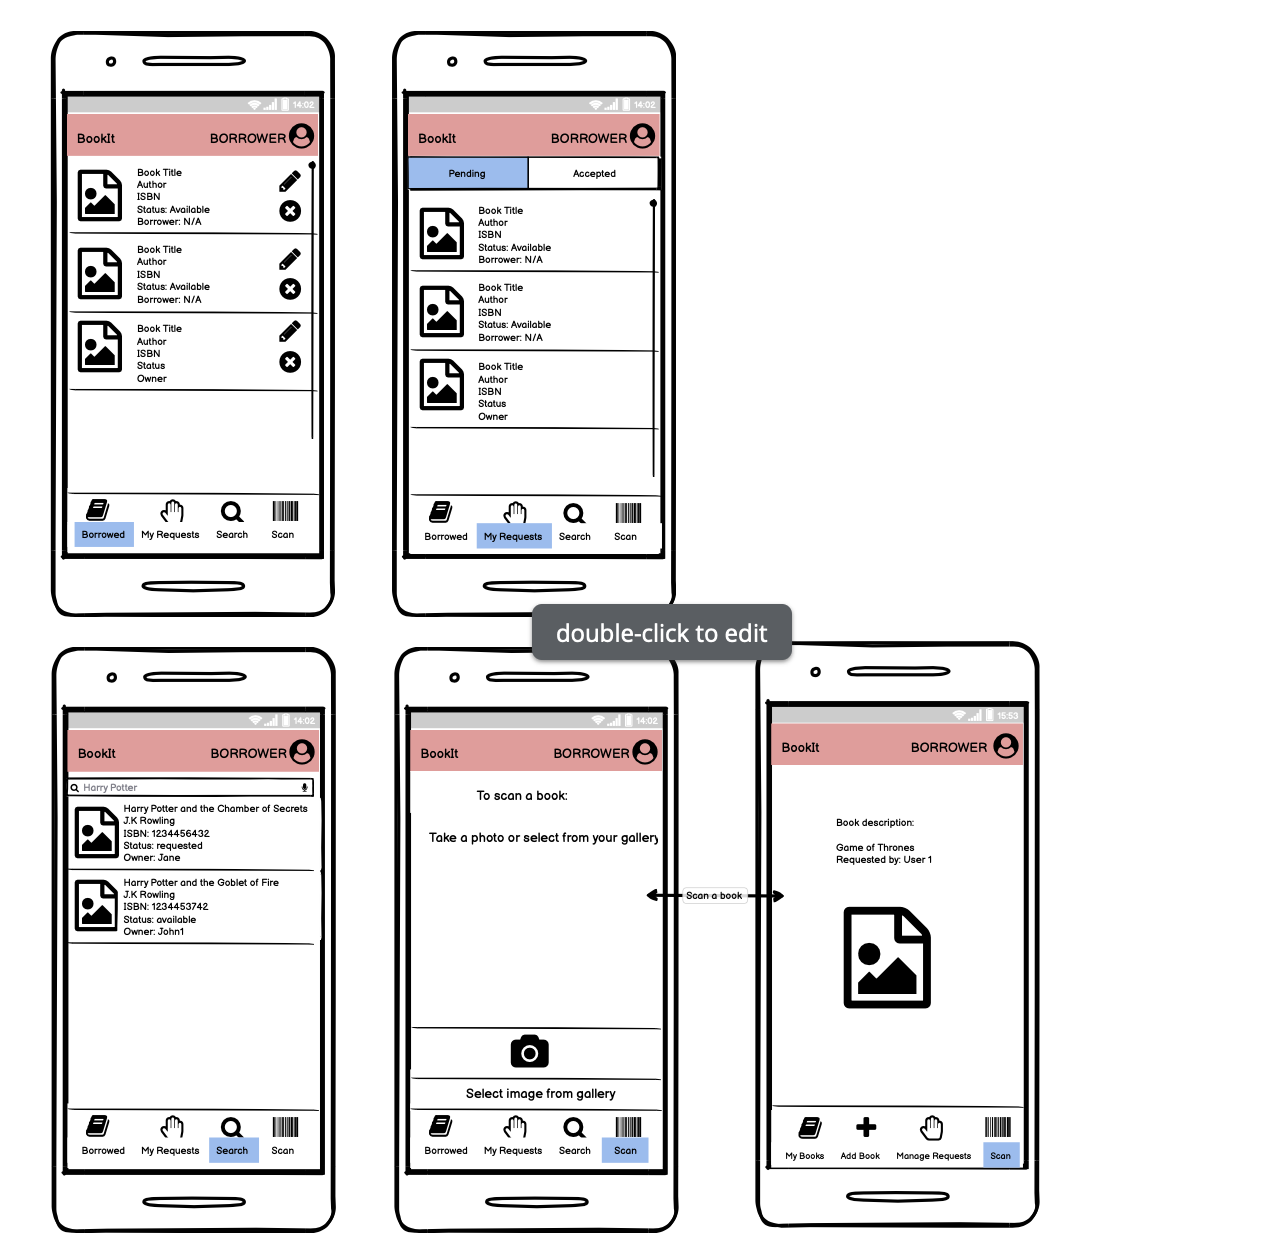 14:02
BookIt
BORROWER
Book Title
Author
ISBN
Status: Available
Borrower: N/A
Book Title
Author
ISBN
Status: Available
Borrower: N/A
Book Title
Author
ISBN
Status
Owner
Borrowed
My Requests
Search
Scan
14:02
BookIt
BORROWER
Pending
Accepted
Book Title
Author
ISBN
Status: Available
Borrower: N/A
Book Title
Author
ISBN
Status: Available
Borrower: N/A
Book Title
Author
ISBN
Status
Owner
Borrowed
My Requests
Search
Scan
double-click to edit
14:02
BookIt
BORROWER
Harry Potter
Harry Potter and the Chamber of Secrets
J.K Rowling
ISBN: 1234456432
Status: requested
Owner: Jane
Harry Potter and the Goblet of Fire
J.K Rowling
ISBN: 1234453742
Status: available
Owner: John1
Borrowed
My Requests
Search
Scan
14:02
BookIt
BORROWER
To scan a book:
Take a photo or select from your gallery
Select image from gallery
Borrowed
My Requests
Search
Scan
Scan a book
15:53
BookIt
BORROWER
Book description:
Game of Thrones
Requested by: User 1
My Books
Add Book
Manage Requests
Scan